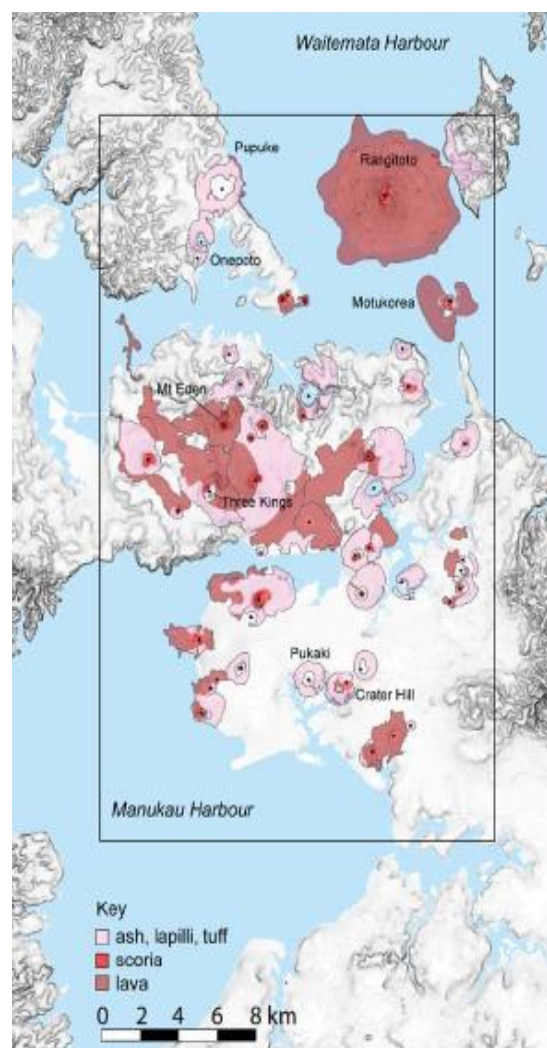 Waitemata Harbour
Pupuke
Rangitoto
Onepoto
Motukorea
Mt Eden
Three Kings
Pukaki
Crater Hill
Manukau Harbour
Key
ash, lapilli, tuff
scoria
lava
0 2 4 6 8 km